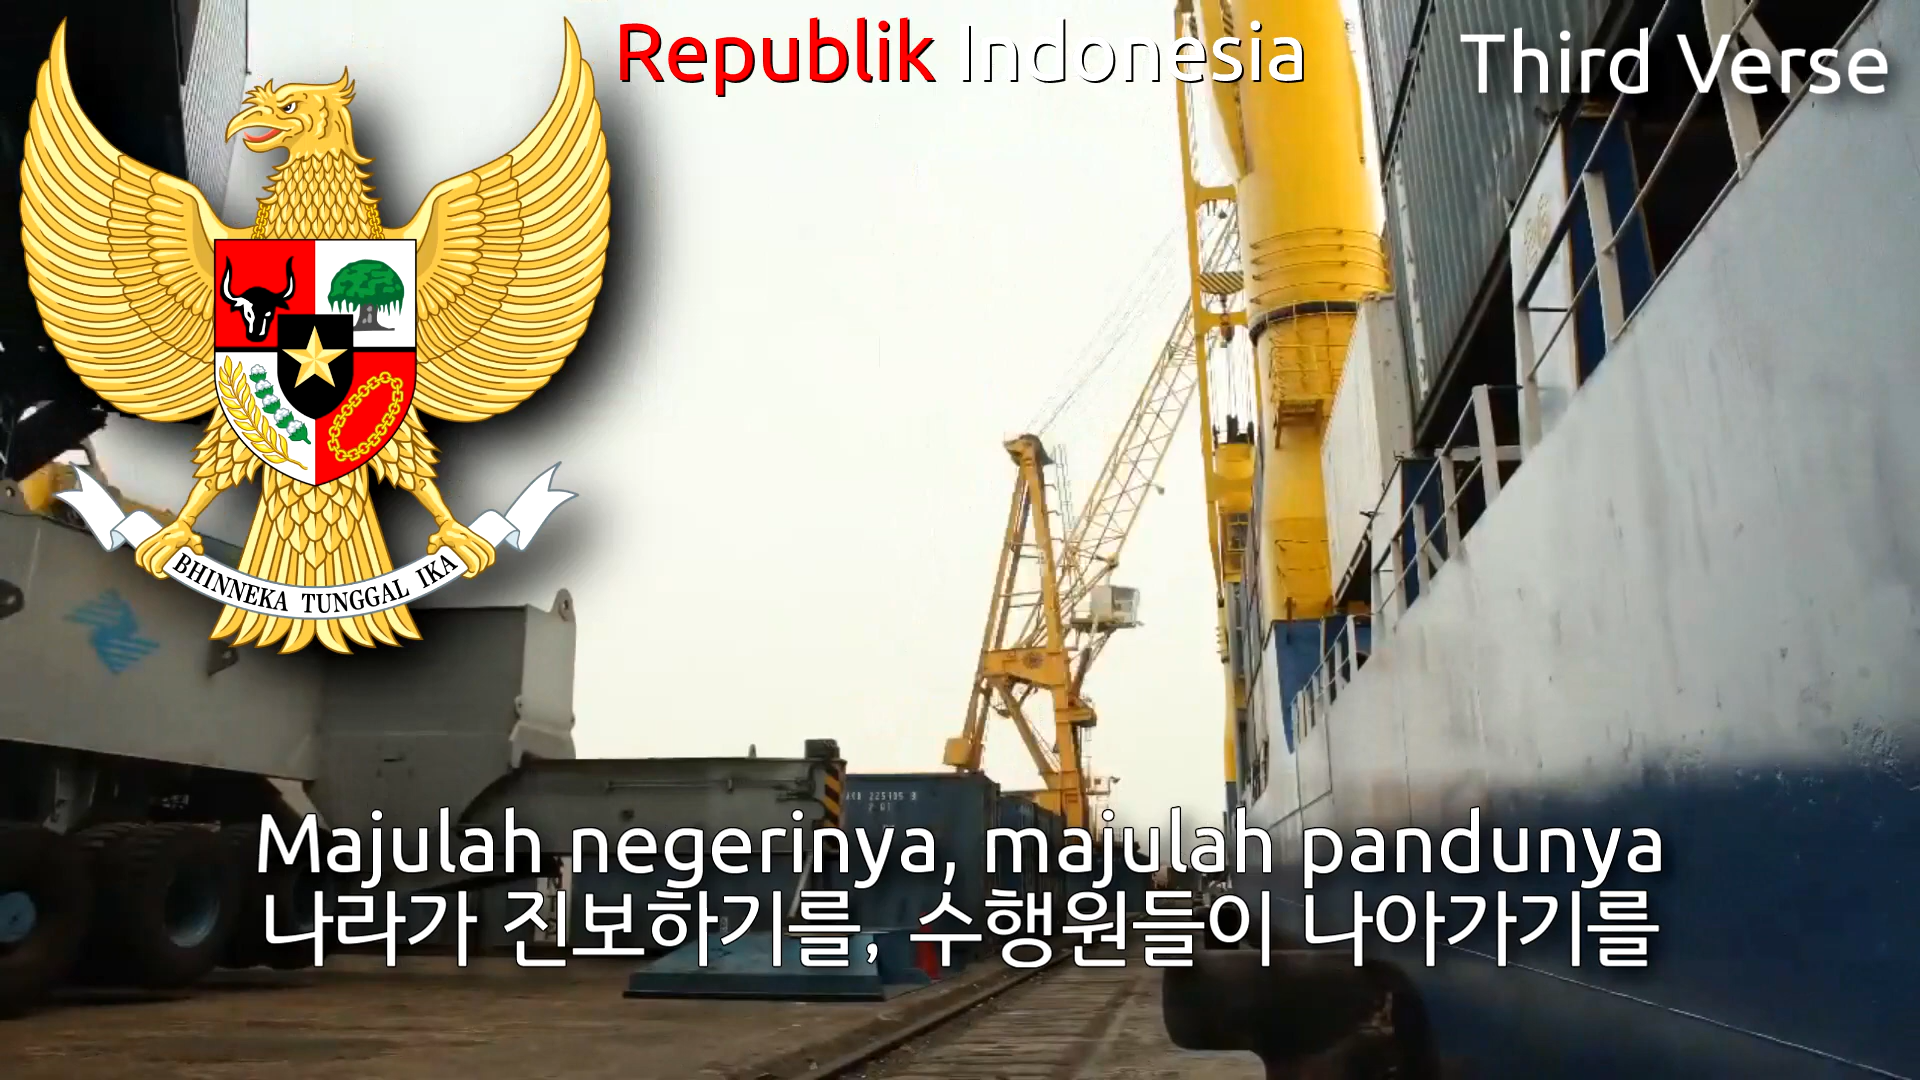 Republik Indonesia
Third Verse
BHINNEKA TUNGGAL IKA
Majulah negerinya, majulah pandunya
나라가 진보하기를, 수행원들이 나아가기를